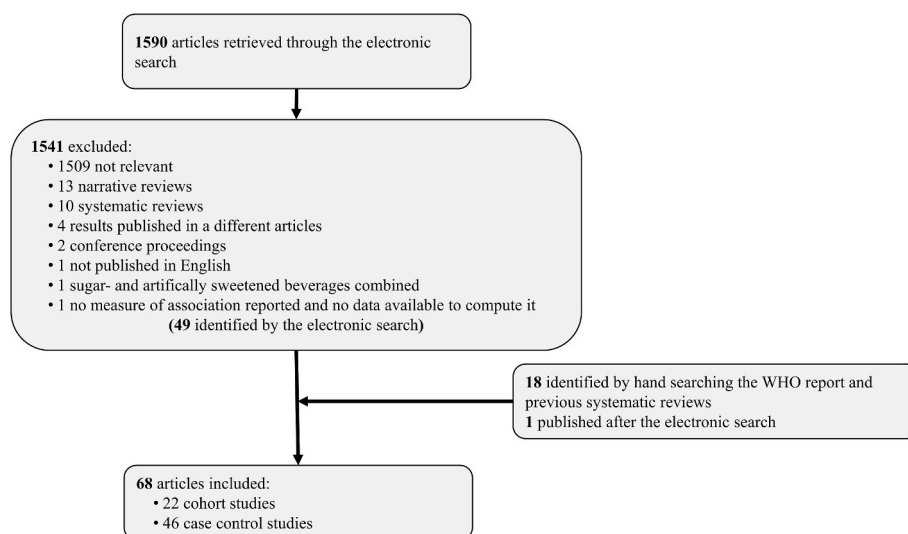 1590 articles retrieved through the electronic
search
1541 excluded:
• 1509 not relevant
• 13 narrative reviews
• 10 systematic reviews
• 4 results published in a different articles
• 2 conference proceedings
• 1 not published in English
• 1 sugar- and artifically sweetened beverages combined
• 1 no measure of association reported and no data available to compute it
(49 identified by the electronic search)
18 identified by hand searching the WHO report and
previous systematic reviews
1 published after the electronic search
68 articles included:
• 22 cohort studies
• 46 case control studies